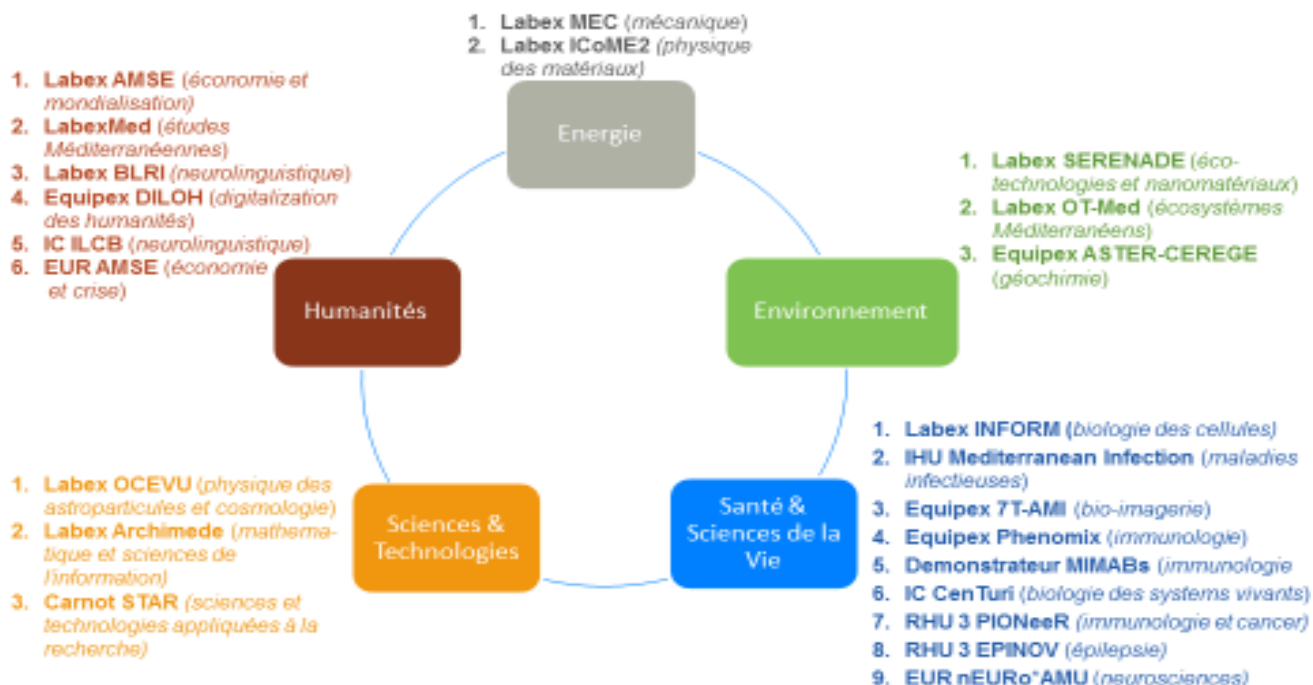 1. Labex MEC (mécanique)
2. Labex ICoME2 (physique
des matériaux)
Energie
1. Labex AMSE (économie et
mondialisation)
2. LabexMed (études
Méditerranéennes)
3. Labex BLRI (neurolinguistique)
4. Equipex DILOH (digitalization
des humanités)
5. IC ILCB (neurolinguistique)
6. EUR AMSE (économie
et crise)
Humanités
1. Labex SERENADE (éco-
technologies et nanomatériaux)
2. Labex OT-Med (écosystèmes
Méditerranéens)
3. Equipex ASTER-CEREGE
(géochimie)
Environnement
1. Labex OCEVU (physique des
astroparticules et cosmologie)
2. Labex Archimede (mathema-
tique et sciences de
l'information)
3. Carnot STAR (sciences et
technologies appliquées à la
recherche)
Sciences &
Technologies
Santé &
Sciences de la
Vie
1. Labex INFORM (biologie des cellules)
2. IHU Mediterranean Infection (maladies
infectieuses)
3. Equipex 7T-AMI (bio-imagerie)
4. Equipex Phenomix (immunologie)
5. Demonstrateur MIMABs (immunologie
6. IC CenTuri (biologie des systems vivants)
7. RHU 3 PIONeeR (immunologie et cancer)
8. RHU 3 EPINOV (épilepsie)
9. EUR nEURo*AMU (neurosciences)